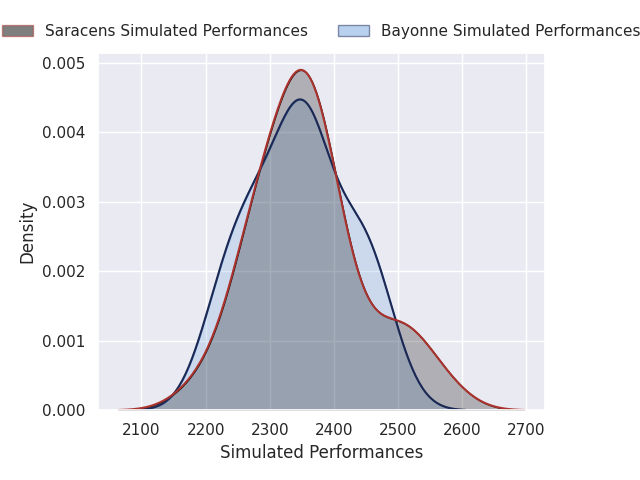 Saracens Simulated Performances
Bayonne Simulated Performances
0.005
0.004
0.003
0.002
0.001
0.000
Density
2100 2200 2300 2400 2500 2600 2700
Simulated Performances